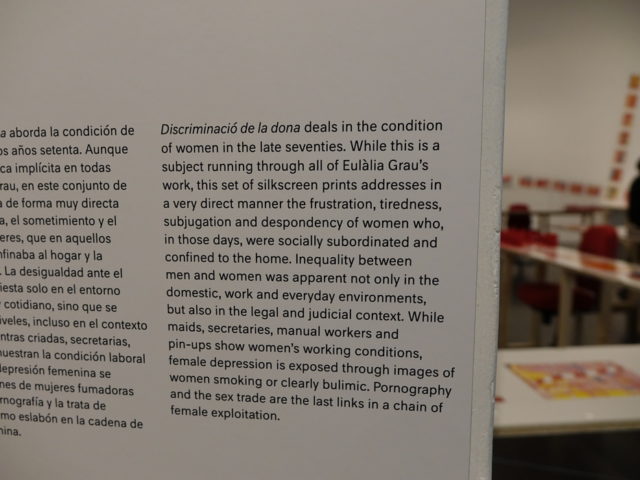 a aborda la condición de
os años setenta. Aunque
ca implícita en todas
rau, en este conjunto de
a de forma muy directa
a, el sometimiento y el
eres, que en aquellos
nfinaba al hogar y la
. La desigualdad ante el
iesta solo en el entorno
y cotidiano, sino que se
iveles, incluso en el contexto
ntras criadas, secretarias,
nuestran la condición laboral
depresión femenina se
nes de mujeres fumadoras
rnografía y la trata de
mo eslabón en la cadena de
nina.
Discriminació de la dona deals in the condition
of women in the late seventies. While this is a
subject running through all of Eulàlia Grau's
work, this set of silkscreen prints addresses in
a very direct manner the frustration, tiredness,
subjugation and despondency of women who,
in those days, were socially subordinated and
confined to the home. Inequality between
men and women was apparent not only in the
domestic, work and everyday environments,
but also in the legal and judicial context. While
maids, secretaries, manual workers and
pin-ups show women's working conditions,
female depression is exposed through images of
women smoking or clearly bulimic. Pornography
and the sex trade are the last links in a chain of
female exploitation.